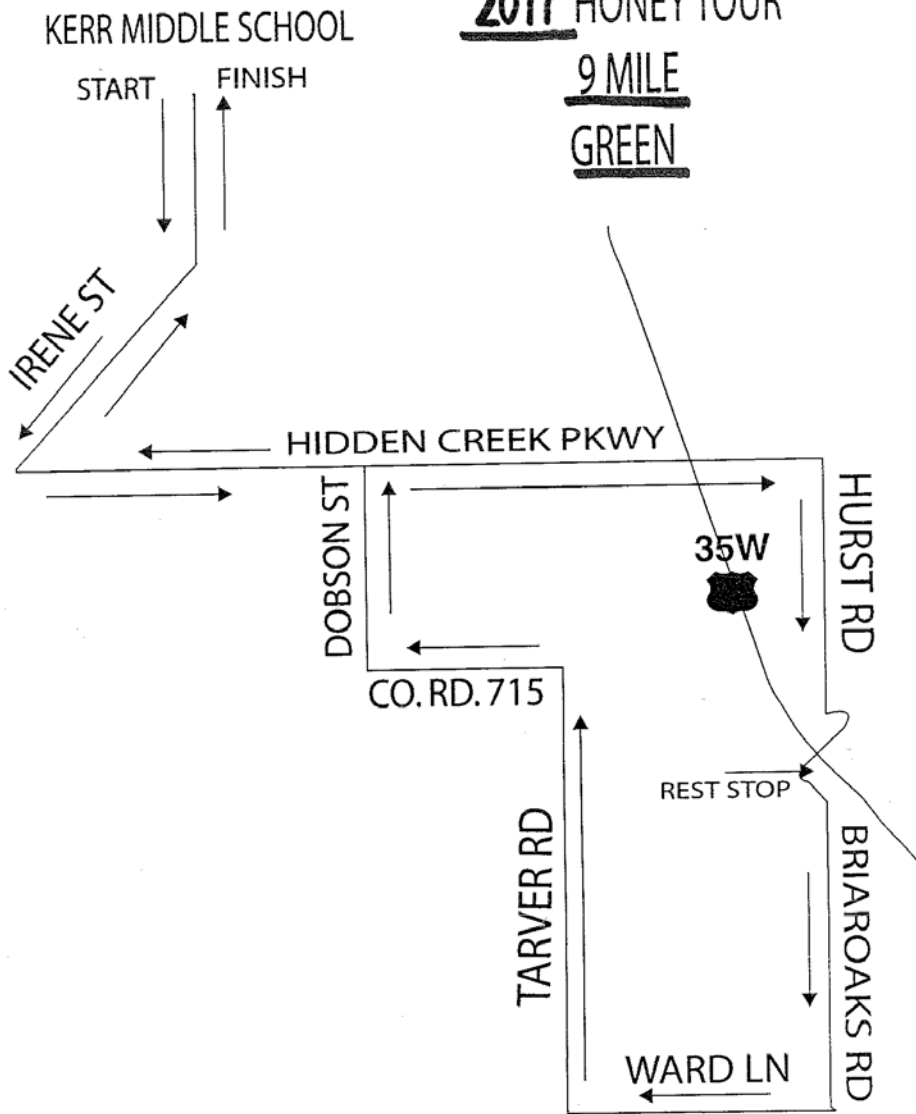 KERR MIDDLE SCHOOL
2017 HONEY TOUR
START
FINISH
9 MILE
GREEN
IRENE ST
HIDDEN CREEK PKWY
DOBSON ST
35W
HURST RD
CO. RD. 715
REST STOP
TARVER RD
BRIAROAKS RD
WARD LN